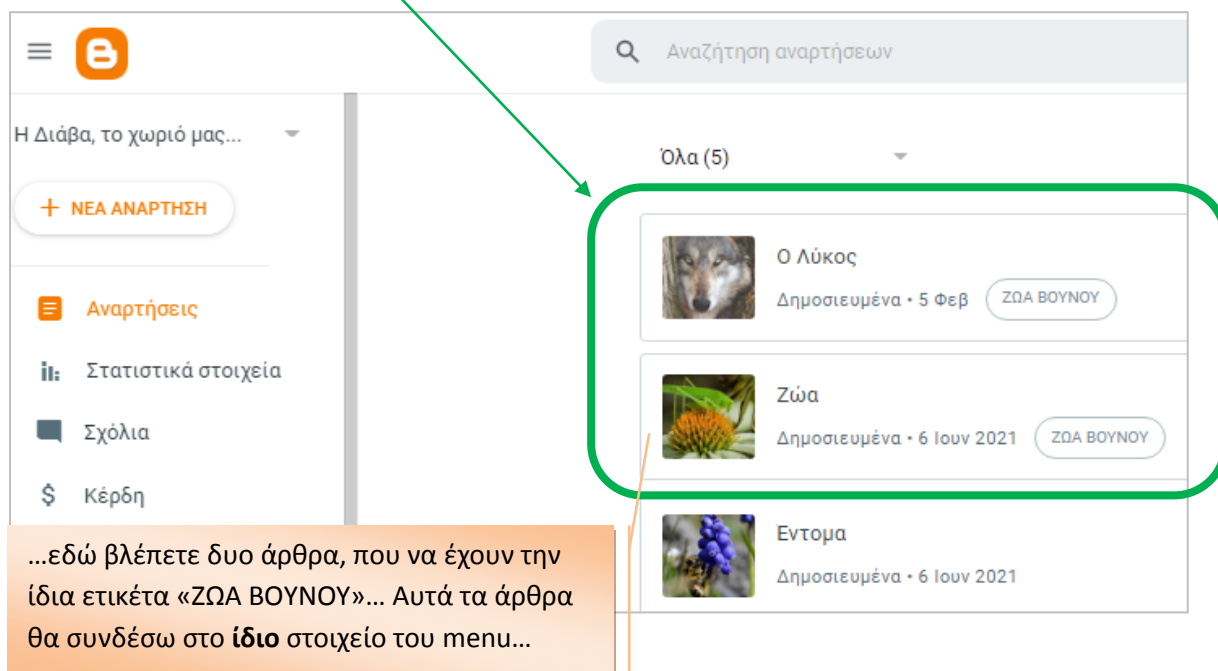 Αναζήτηση αναρτήσεων
Η Διάβα, το χωριό μας...
Όλα (5)
+ ΝΕΑ ΑΝΑΡΤΗΣΗ
Ο Λύκος
Δημοσιευμένα • 5 Φεβ ΖΩΑ ΒΟΥΝΟΥ
Αναρτήσεις
Στατιστικά στοιχεία
Ζώα
Δημοσιευμένα • 6 Ιουν 2021 ΖΩΑ ΒΟΥΝΟΥ
Σχόλια
$ Κέρδη
Εντομα
Δημοσιευμένα • 6 Ιουν 2021
…εδώ βλέπετε δυο άρθρα, που να έχουν την
ίδια ετικέτα «ΖΩΑ ΒΟΥΝΟΥ»… Αυτά τα άρθρα
θα συνδέσω στο ίδιο στοιχείο του menu…